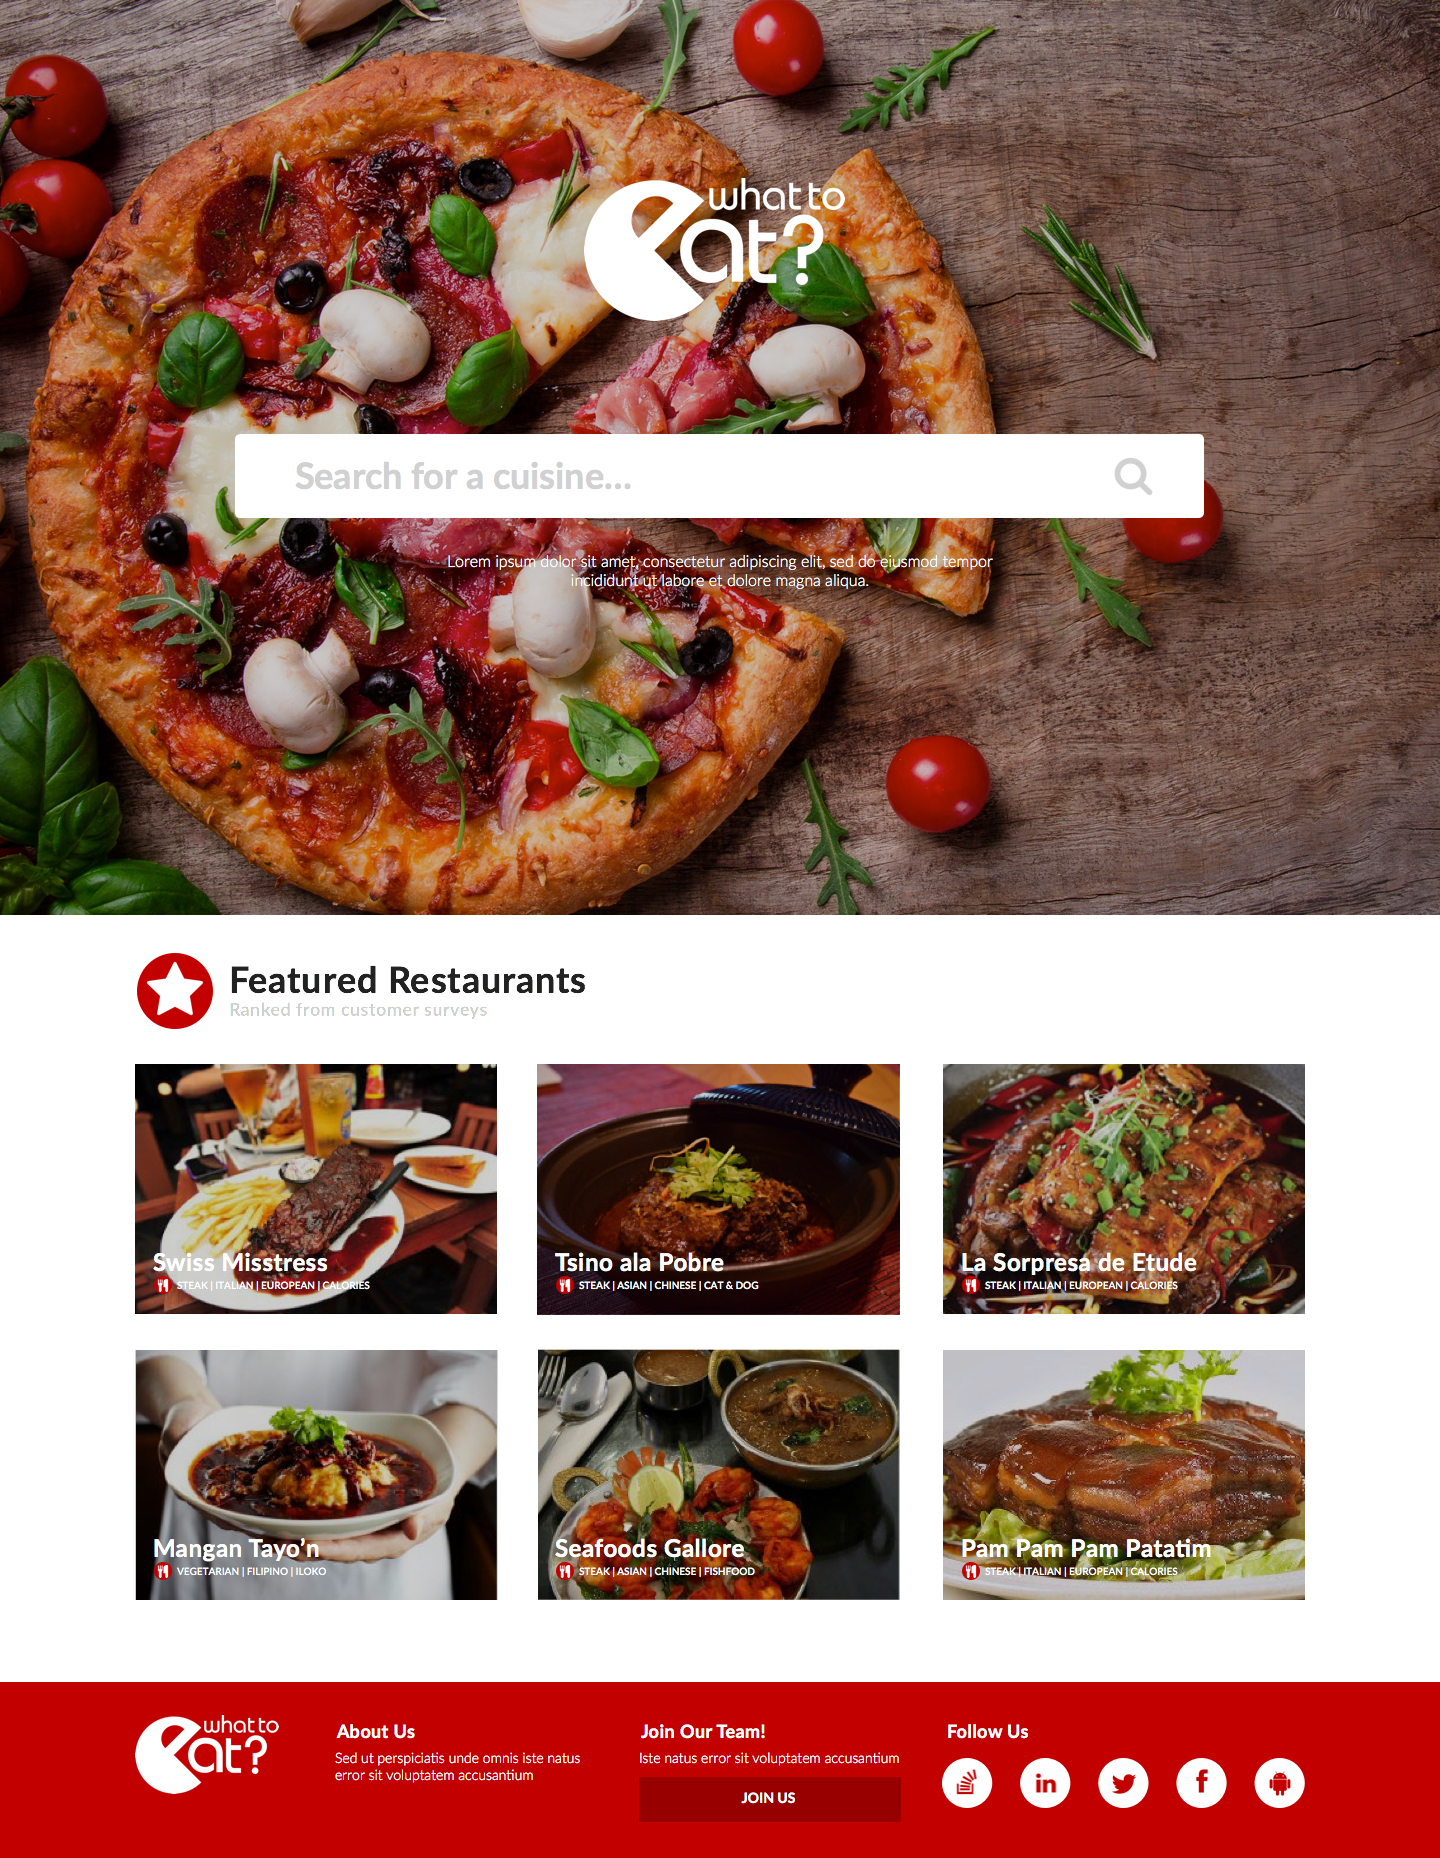 what to
eat?
Search for a cuisine...
Lorem ipsum dolor sit amet, consectetur adipiscing elit, sed do eiusmod tempor
incididunt ut labore et dolore magna aliqua.
Featured Restaurants
Ranked from customer surveys
Swiss Misstress
STEAK | ITALIAN | EUROPEAN | CALORIES
Tsino ala Pobre
STEAK | ASIAN | CHINESE | CAT & DOG
La Sorpresa de Etude
STEAK | ITALIAN | EUROPEAN | CALORIES
Mangan Tayo'n
VEGETARIAN | FILIPINO | ILOKO
Seafoods Gallore
STEAK | ASIAN | CHINESE | FISHFOOD
Pam Pam Pam Patatim
STEAK | ITALIAN | EUROPEAN | CALORIES
what to
eat?
About Us
Sed ut perspiciatis unde omnis iste natus
error sit voluptatem accusantium
Join Our Team!
Iste natus error sit voluptatem accusantium
JOIN US
Follow Us
in
f